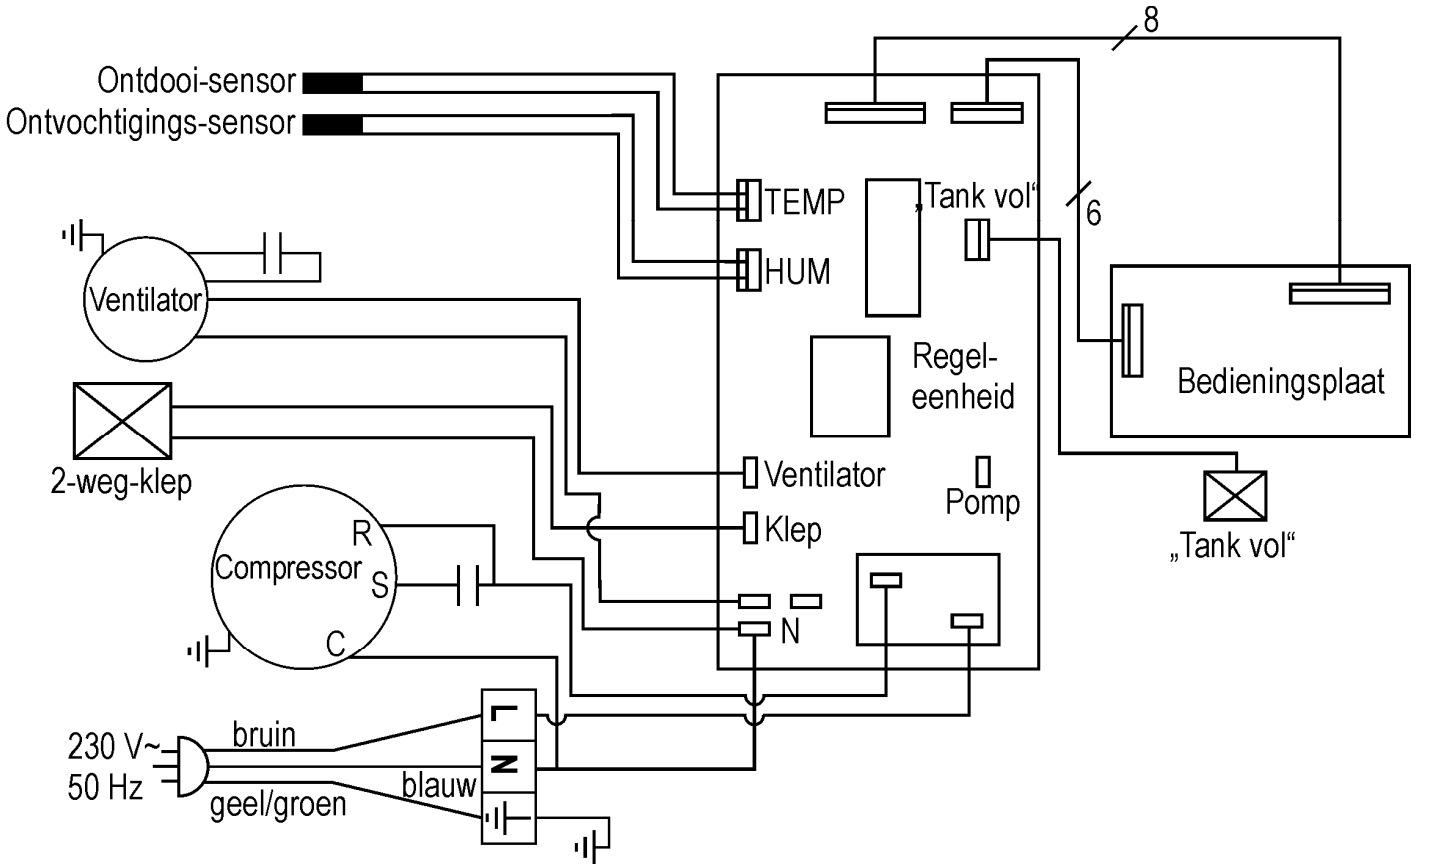 8
Ontdooi-sensor
Ontvochtigings-sensor
TEMP
„Tank vol“
6
HUM
Ventilator
Regel-
eenheid
Bedieningsplaat
2-weg-klep
Ventilator
Pomp
Klep
„Tank vol“
R
Compressor
S
C
N
L
bruin
230 V~
50 Hz
N
blauw
geel/groen